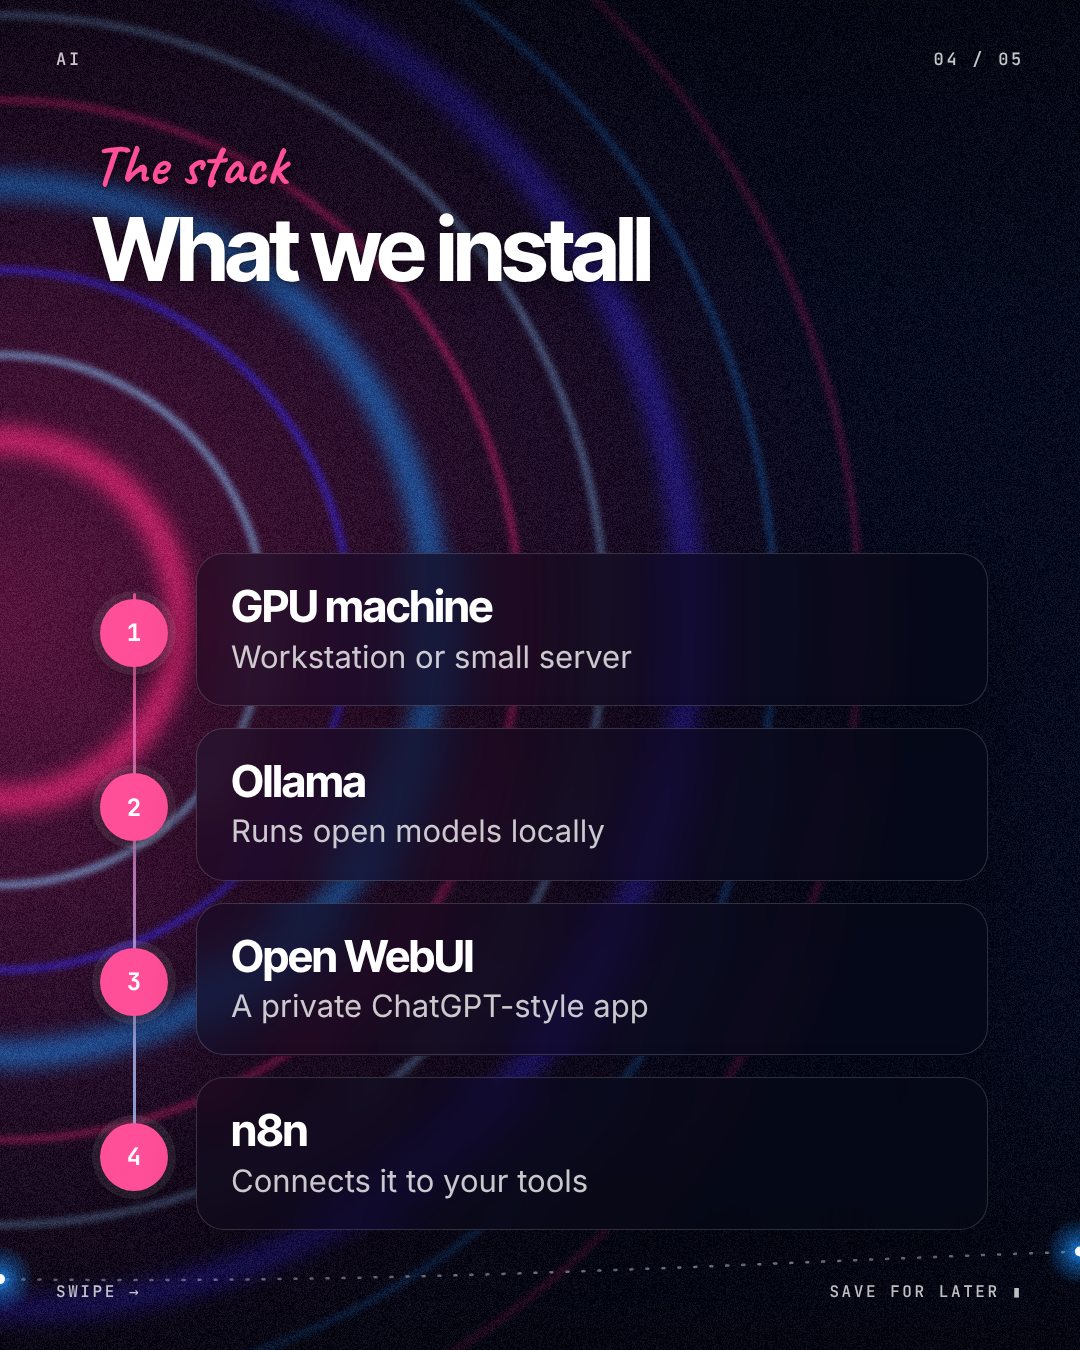 AI
04 / 05
The stack
What we install
1
GPU machine
Workstation or small server
2
Ollama
Runs open models locally
3
Open WebUI
A private ChatGPT-style app
4
n8n
Connects it to your tools
SWIPE →
SAVE FOR LATER ▮